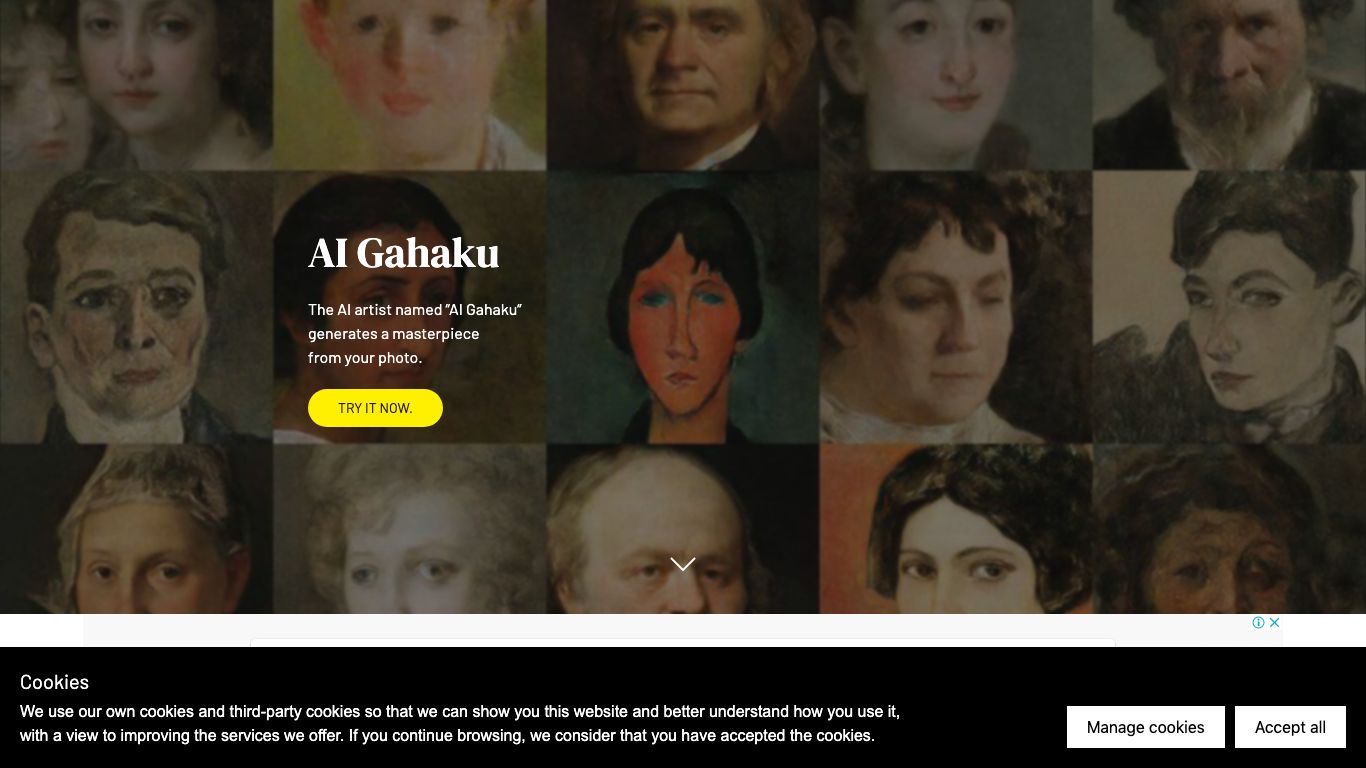 AI Gahaku
The AI artist named "AI Gahaku"
generates a masterpiece
from your photo.
TRY IT NOW.
Cookies
We use our own cookies and third-party cookies so that we can show you this website and better understand how you use it,
with a view to improving the services we offer. If you continue browsing, we consider that you have accepted the cookies.
Manage cookies
Accept all